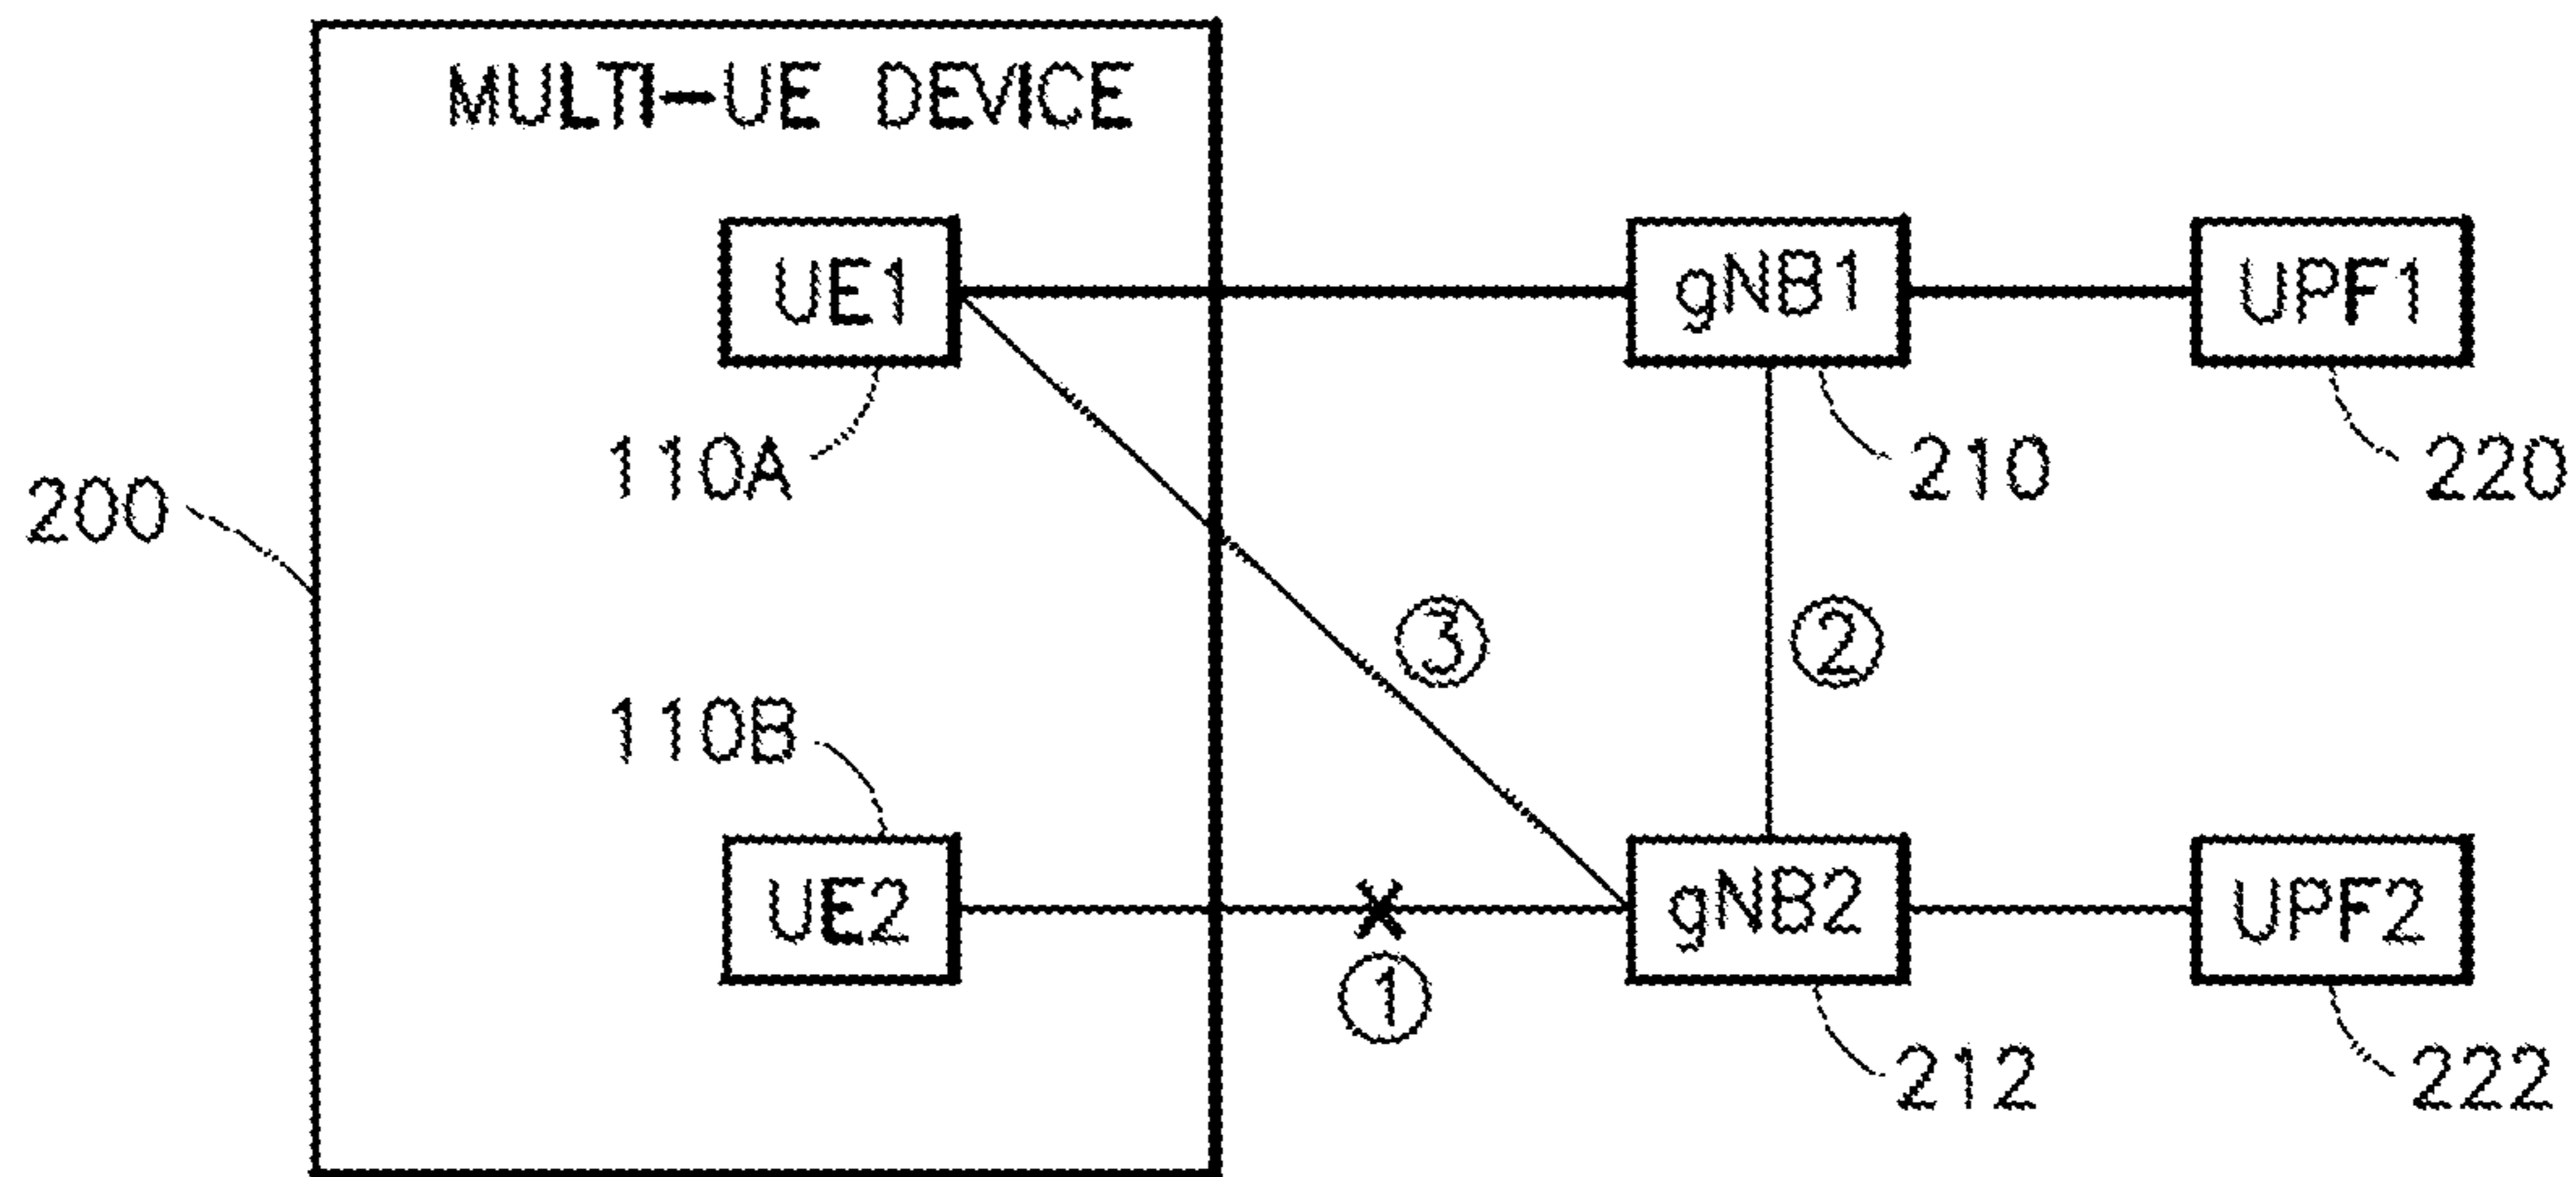 MULTI-UE DEVICE
UE1
gNB1
UPF1
110A
210
220
200
③
②
110B
UE2
gNB2
UPF2
①
212
222